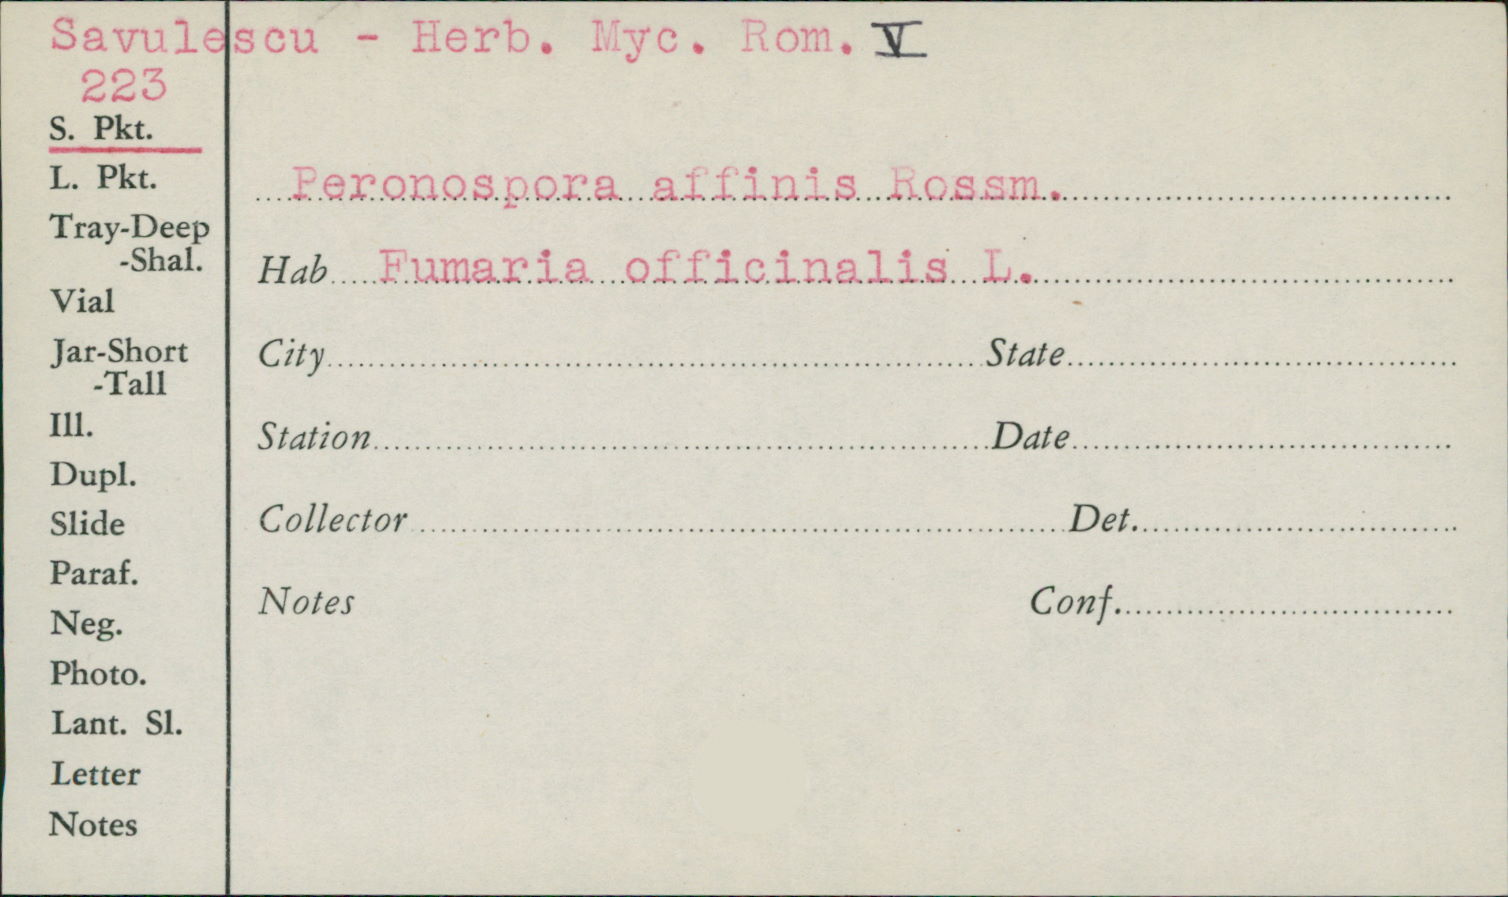 Savulescu - Herb. Myc. Rom. V
223
S. Pkt.
L. Pkt.
Tray-Deep
-Shal.
Vial
Jar-Short
-Tall
Ill.
Dupl.
Slide
Paraf.
Neg.
Photo.
Lant. Sl.
Letter
Notes
Peronospora affinis Rossm.
Hab Fumaria officinalis L.
City State
Station Date
Collector Det.
Notes Conf.